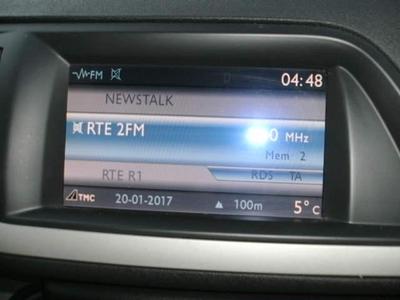 FM 04:48
NEWSTALK
RTE 2FM MHz
Mem 2
RTE R1 RDS TA
TMC 20-01-2017 ▲ 100m 5°C